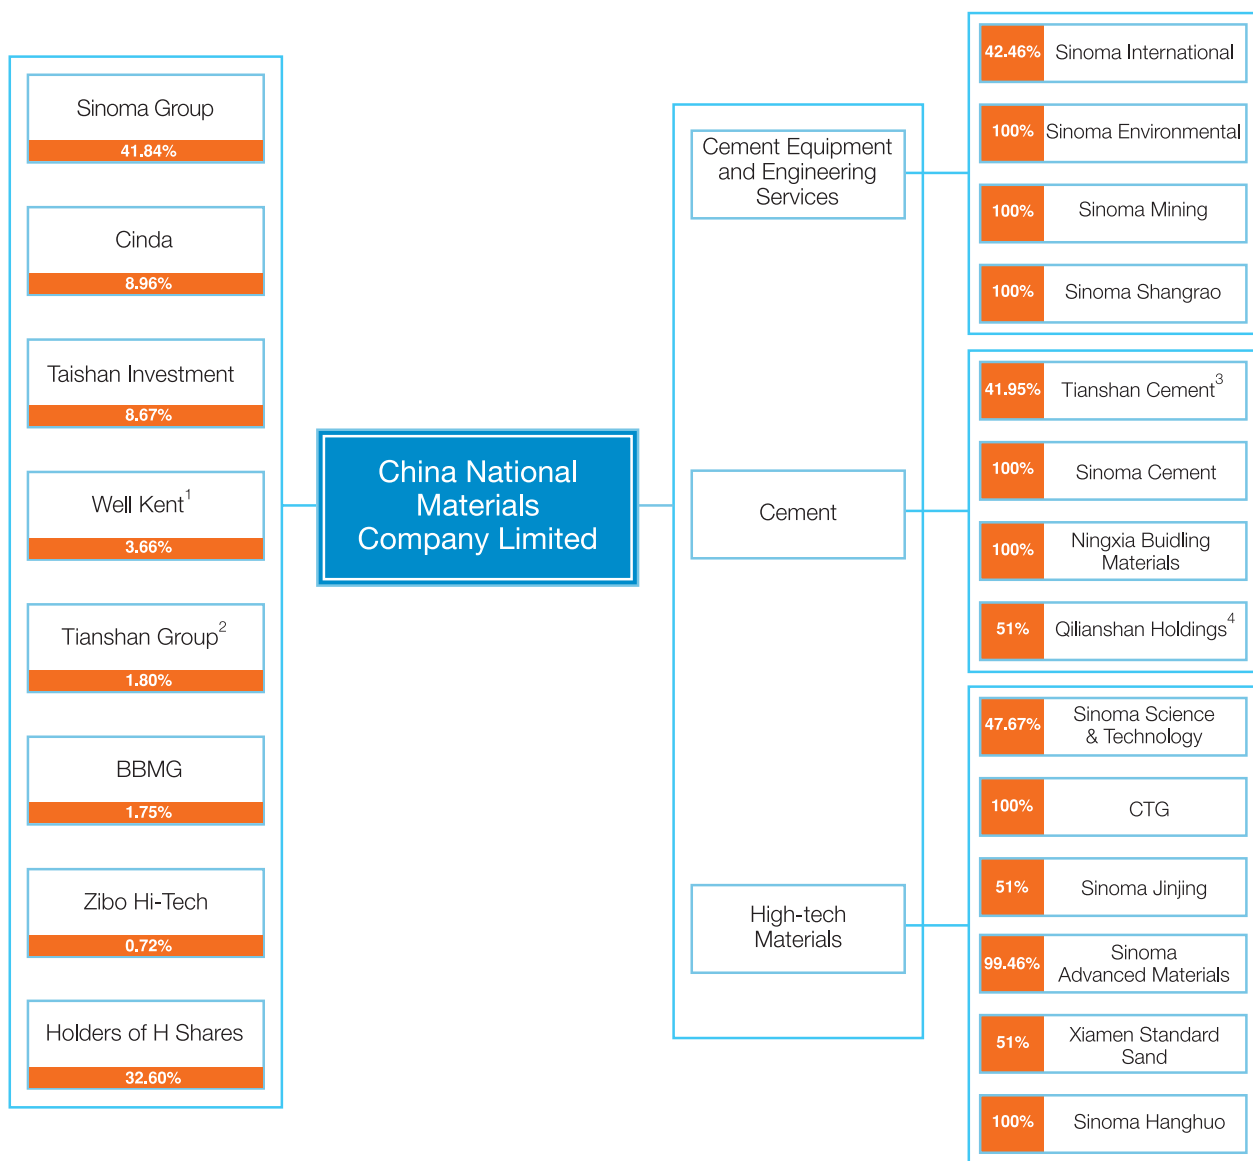 Sinoma Group
41.84%
Cinda
8.96%
Taishan Investment
8.67%
Well Kent1
3.66%
Tianshan Group2
1.80%
BBMG
1.75%
Zibo Hi-Tech
0.72%
Holders of H Shares
32.60%
China National
Materials
Company Limited
Cement Equipment
and Engineering
Services
Cement
High-tech
Materials
42.46% Sinoma International
100% Sinoma Environmental
100% Sinoma Mining
100% Sinoma Shangrao
41.95% Tianshan Cement3
100% Sinoma Cement
100% Ningxia Buidling
Materials
51% Qilianshan Holdings4
47.67% Sinoma Science
& Technology
100% CTG
51% Sinoma Jinjing
99.46% Sinoma
Advanced Materials
51% Xiamen Standard
Sand
100% Sinoma Hanghuo